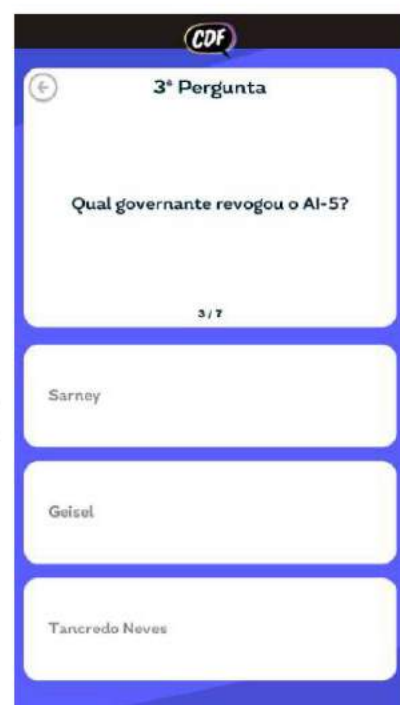 CDF
3ª Pergunta
Qual governante revogou o AI-5?
3 / 7
Sarney
Geisel
Tancredo Neves